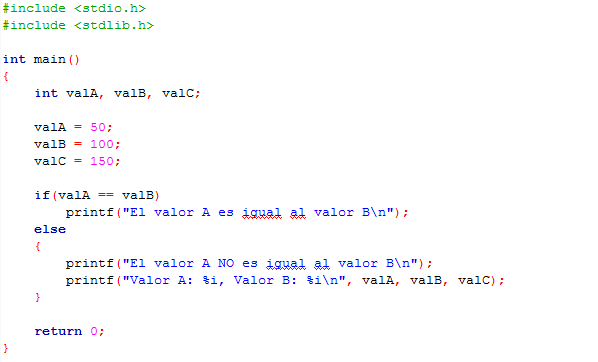 #include <stdio.h>
#include <stdlib.h>
int main()
{
int valA, valB, valC;
valA = 50;
valB = 100;
valC = 150;
if(valA == valB)
printf("El valor A es igual al valor B\n");
else
{
printf("El valor A NO es igual al valor B\n");
printf("Valor A: %i, Valor B: %i\n", valA, valB, valC);
}
return 0;
}